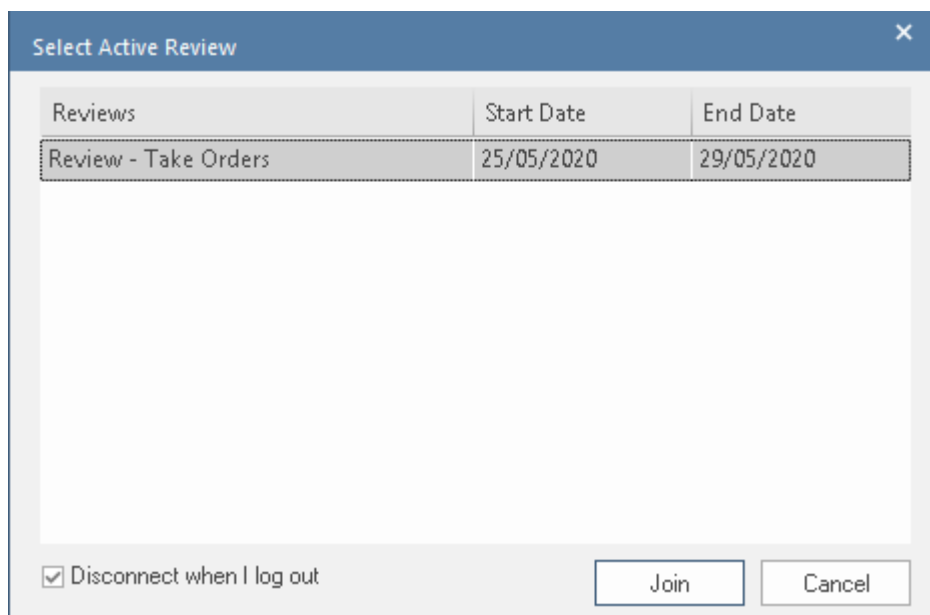 Select Active Review
Reviews Start Date End Date
Review - Take Orders 25/05/2020 29/05/2020
Disconnect when I log out Join Cancel